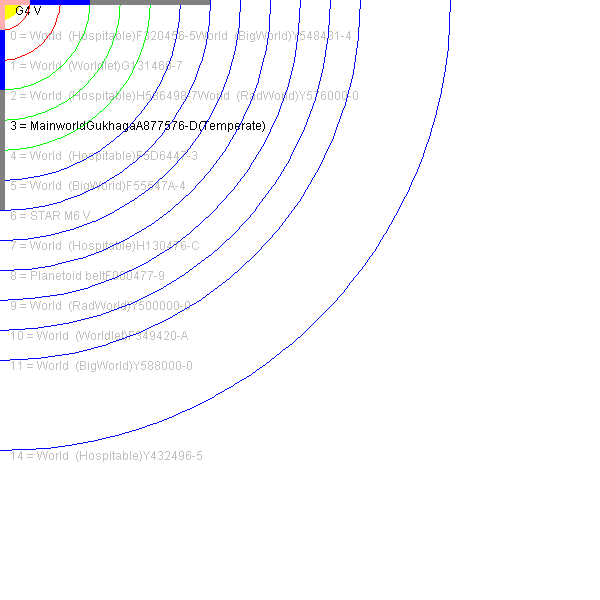 G4 V
0 = World (Hospitable)F320456-5World (BigWorld)Y548431-4
1 = World (Worldlet)G131463-7
2 = World (Hospitable)H536498-7World (RadWorld)Y576000-0
3 = MainworldGukhagaA877576-D(Temperate)
4 = World (Hospitable)F5D6447-3
5 = World (BigWorld)F55547A-4
6 = STAR M6 V
7 = World (Hospitable)H130476-C
8 = Planetoid beltF000477-9
9 = World (RadWorld)Y500000-0
10 = World (Worldlet)F349420-A
11 = World (BigWorld)Y588000-0
14 = World (Hospitable)Y432496-5